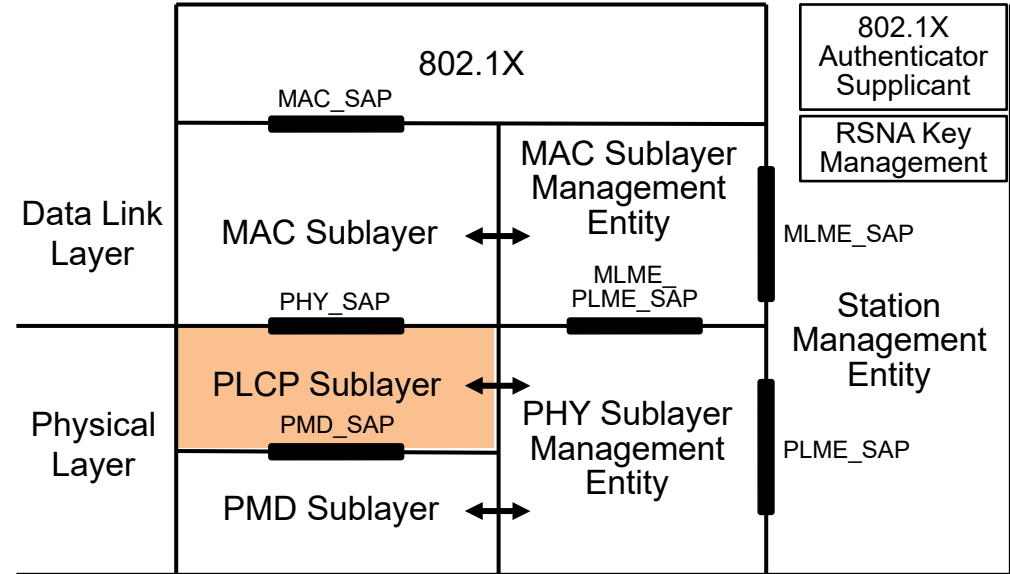 802.1X
MAC_SAP
802.1X
Authenticator
Supplicant
RSNA Key
Management
Data Link
Layer
MAC Sublayer
MAC Sublayer
Management
Entity
MLME_SAP
PHY_SAP
MLME_
PLME_SAP
Station
Management
Entity
Physical
Layer
PLCP Sublayer
PMD_SAP
PHY Sublayer
Management
Entity
PLME_SAP
PMD Sublayer